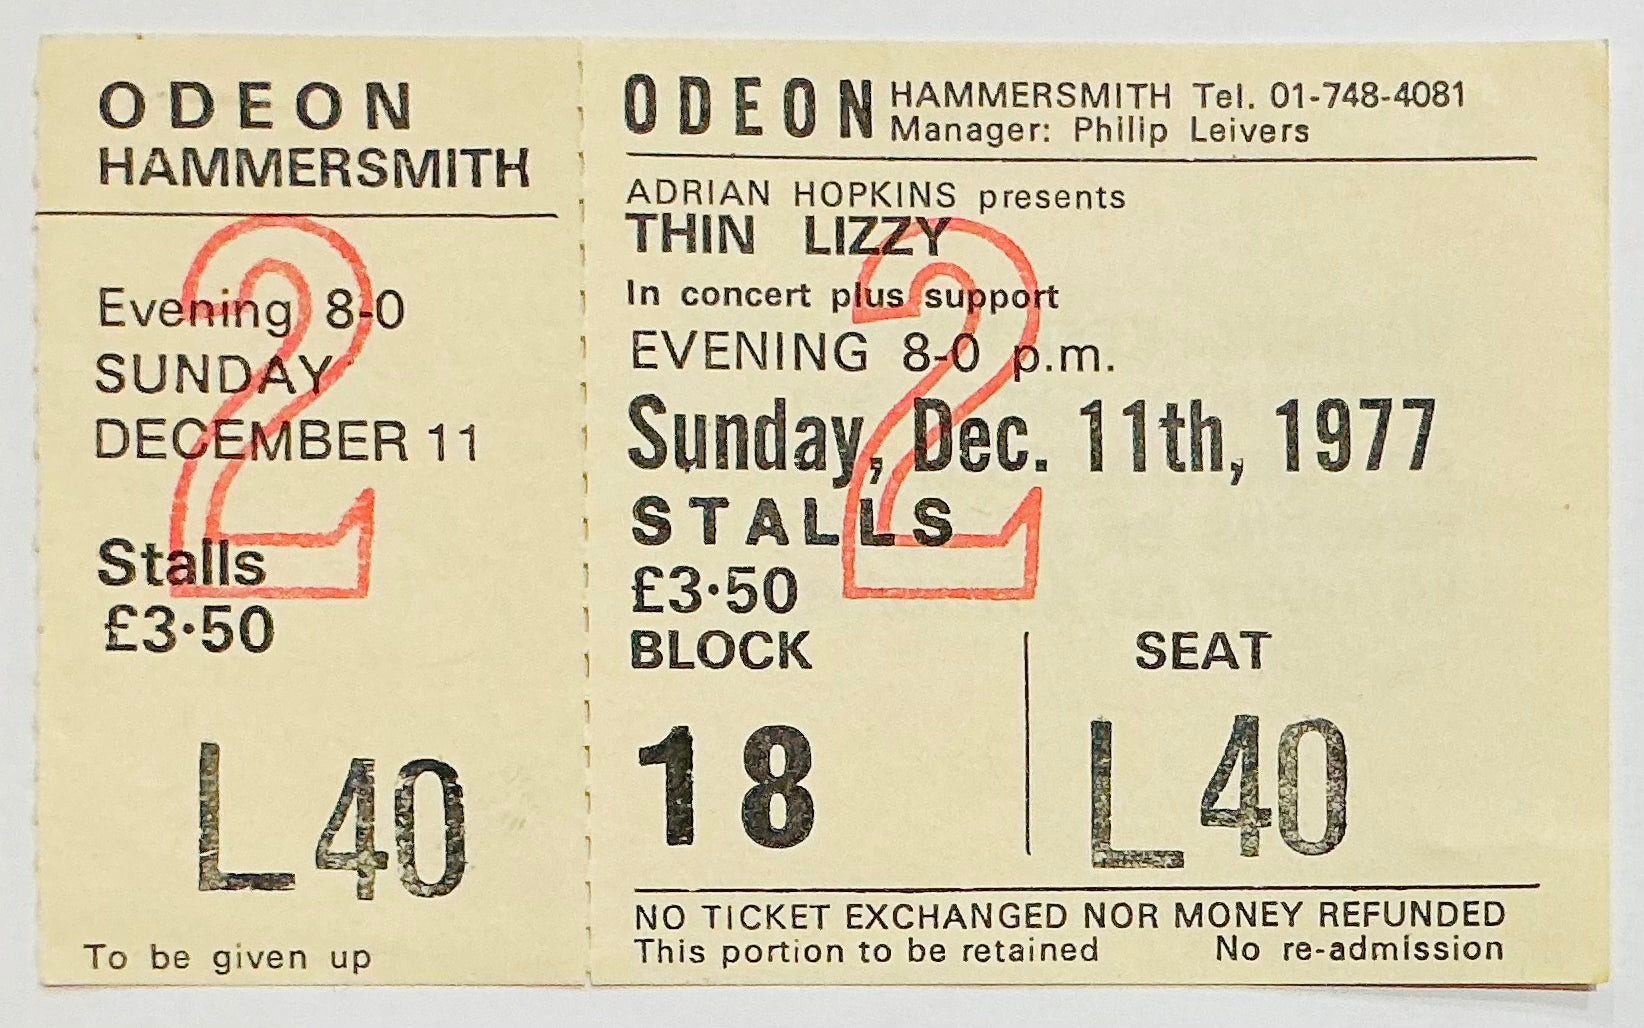 ODEON
HAMMERSMITH
Evening 8-0
SUNDAY
DECEMBER 11
2
Stalls
£3·50
L 40
To be given up
ODEON HAMMERSMITH Tel. 01-748-4081
Manager: Philip Leivers
ADRIAN HOPKINS presents
THIN LIZZY
In concert plus support
EVENING 8-0 p.m.
Sunday, Dec. 11th, 1977
2
STALLS
£3·50
BLOCK SEAT
18 L 40
NO TICKET EXCHANGED NOR MONEY REFUNDED
This portion to be retained No re-admission